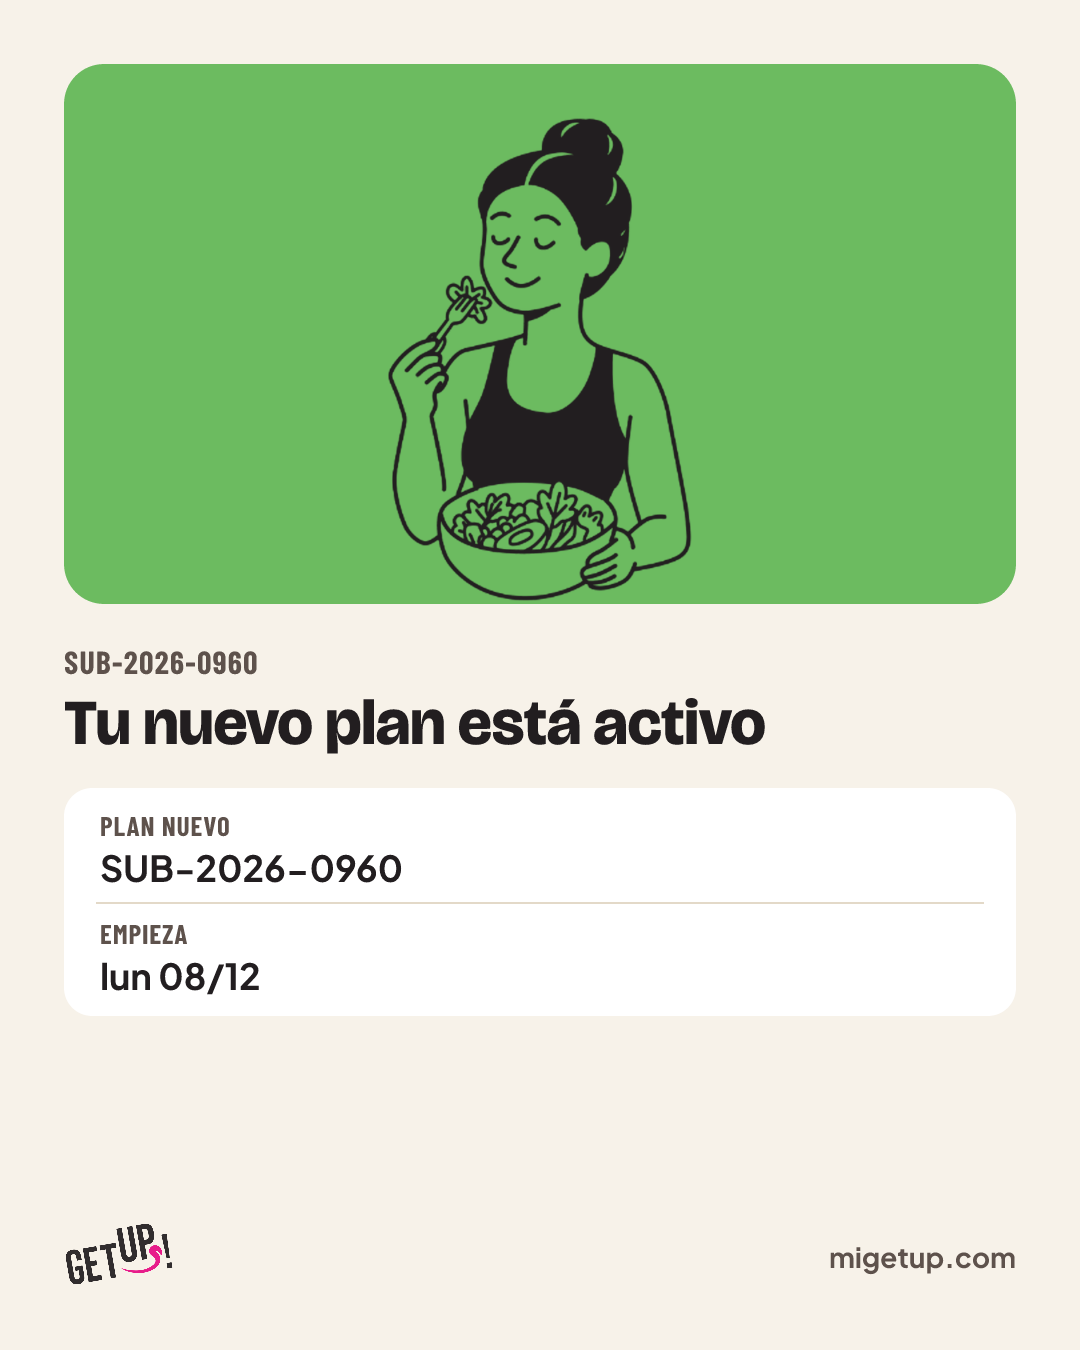 SUB-2026-0960
Tu nuevo plan está activo
PLAN NUEVO
SUB-2026-0960
EMPIEZA
lun 08/12
GETUP!
migetup.com